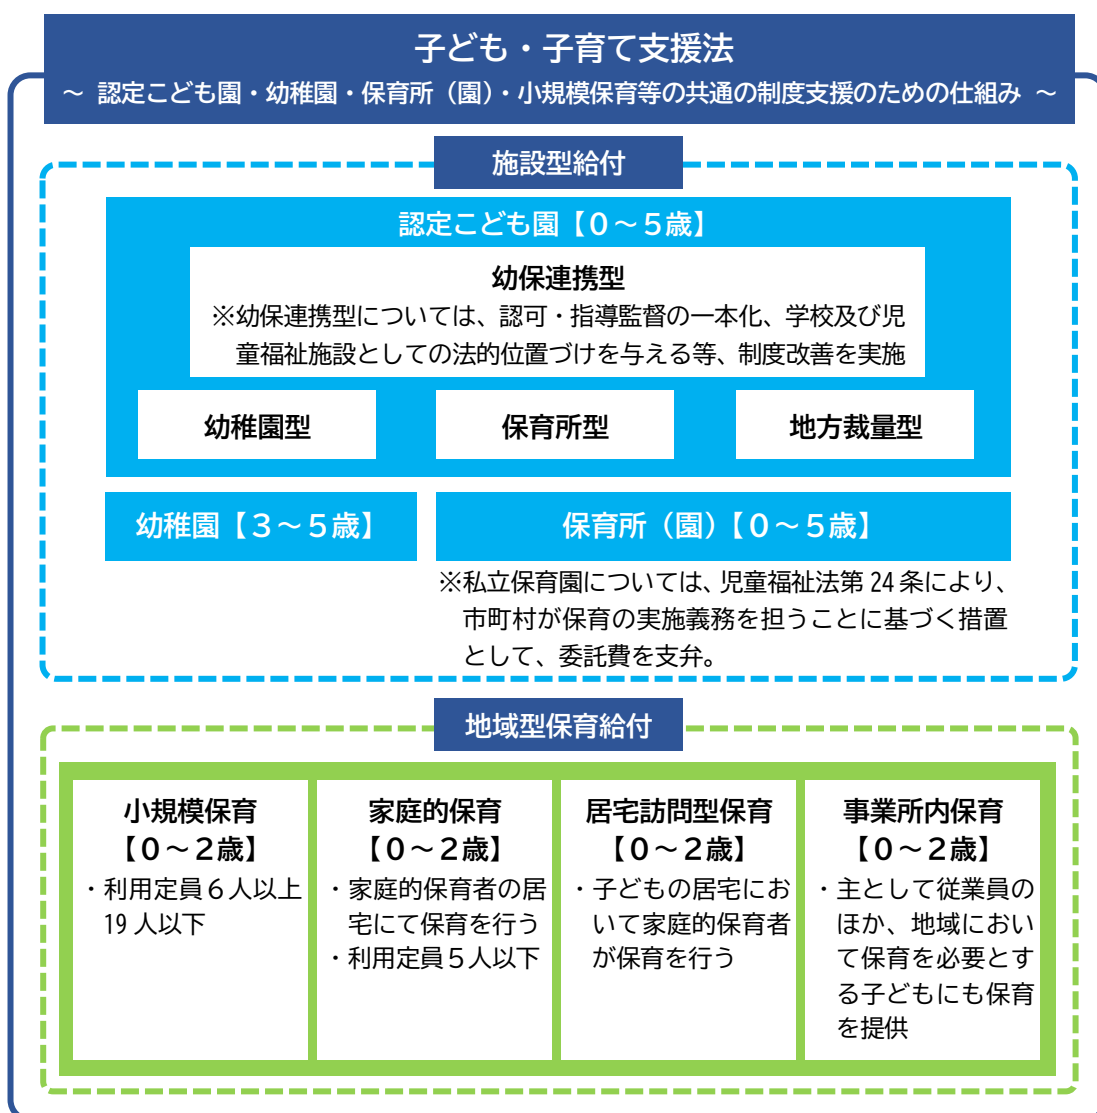 子ども・子育て支援法
～ 認定こども園・幼稚園・保育所（園）・小規模保育等の共通の制度支援のための仕組み ～
施設型給付
認定こども園【０～５歳】
幼保連携型
※幼保連携型については、認可・指導監督の一本化、学校及び児
童福祉施設としての法的位置づけを与える等、制度改善を実施
幼稚園型
保育所型
地方裁量型
幼稚園【３～５歳】
保育所（園）【０～５歳】
※私立保育園については、児童福祉法第 24 条により、
市町村が保育の実施義務を担うことに基づく措置
として、委託費を支弁。
地域型保育給付
小規模保育
【０～２歳】
・利用定員６人以上
19 人以下
家庭的保育
【０～２歳】
・家庭的保育者の居
宅にて保育を行う
・利用定員５人以下
居宅訪問型保育
【０～２歳】
・子どもの居宅にお
いて家庭的保育者
が保育を行う
事業所内保育
【０～２歳】
・主として従業員の
ほか、地域におい
て保育を必要とす
る子どもにも保育
を提供